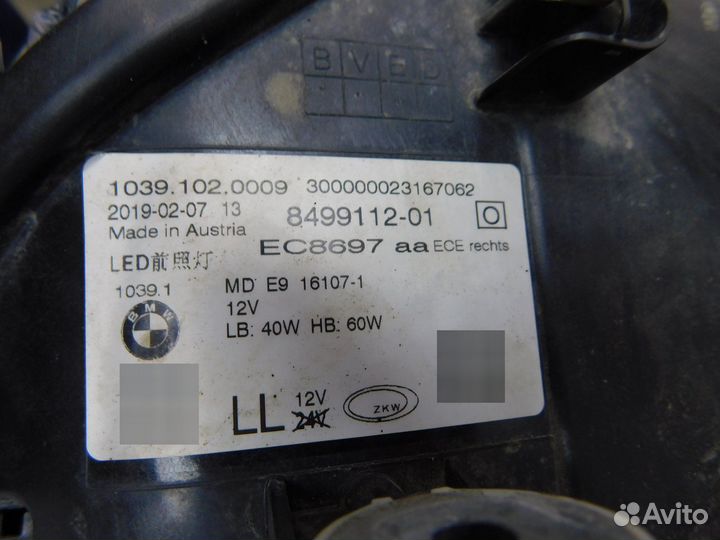 BVED
1039.102.0009 300000023167062
2019-02-07 13 8499112-01
Made in Austria
EC8697 aa ECE rechts
LED前照灯
1039.1 MD E9 16107-1
12V
LB: 40W HB: 60W
BMW
LL 12V
24V
ZKW
Avito